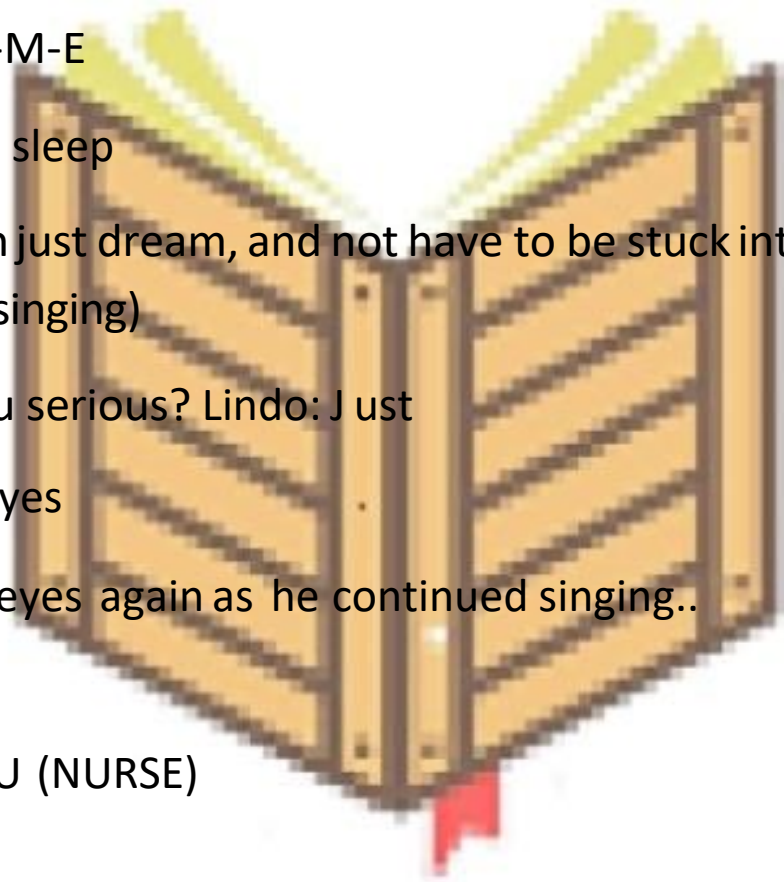 -M-E
sleep
just dream, and not have to be stuck int
singing)
u serious? Lindo: J ust
yes
eyes again as he continued singing..
U (NURSE)